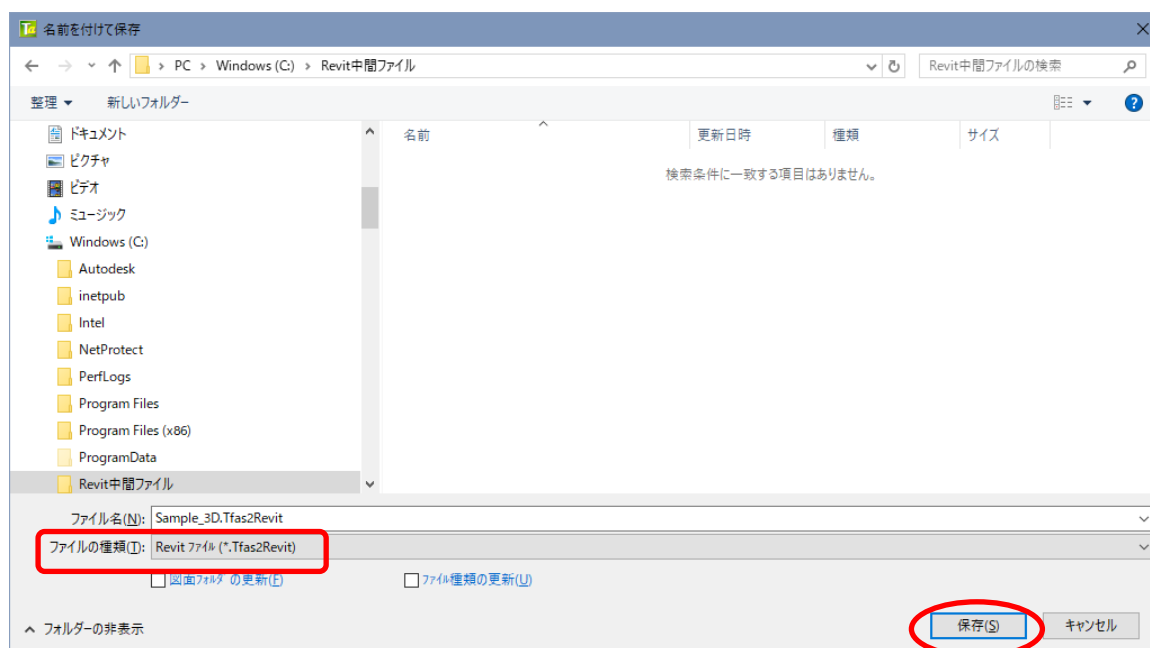 名前を付けて保存
PC › Windows (C:) › Revit中間ファイル
Revit中間ファイルの検索
整理 新しいフォルダー
名前 更新日時 種類 サイズ
検索条件に一致する項目はありません。
ドキュメント
ピクチャ
ビデオ
ミュージック
Windows (C:)
Autodesk
inetpub
Intel
NetProtect
PerfLogs
Program Files
Program Files (x86)
ProgramData
Revit中間ファイル
ファイル名(N): Sample_3D.Tfas2Revit
ファイルの種類(T): Revit ﾌｧｲﾙ (*.Tfas2Revit)
図面ﾌｫﾙﾀﾞの更新(F) ﾌｧｲﾙ種類の更新(U)
フォルダーの非表示 保存(S) キャンセル